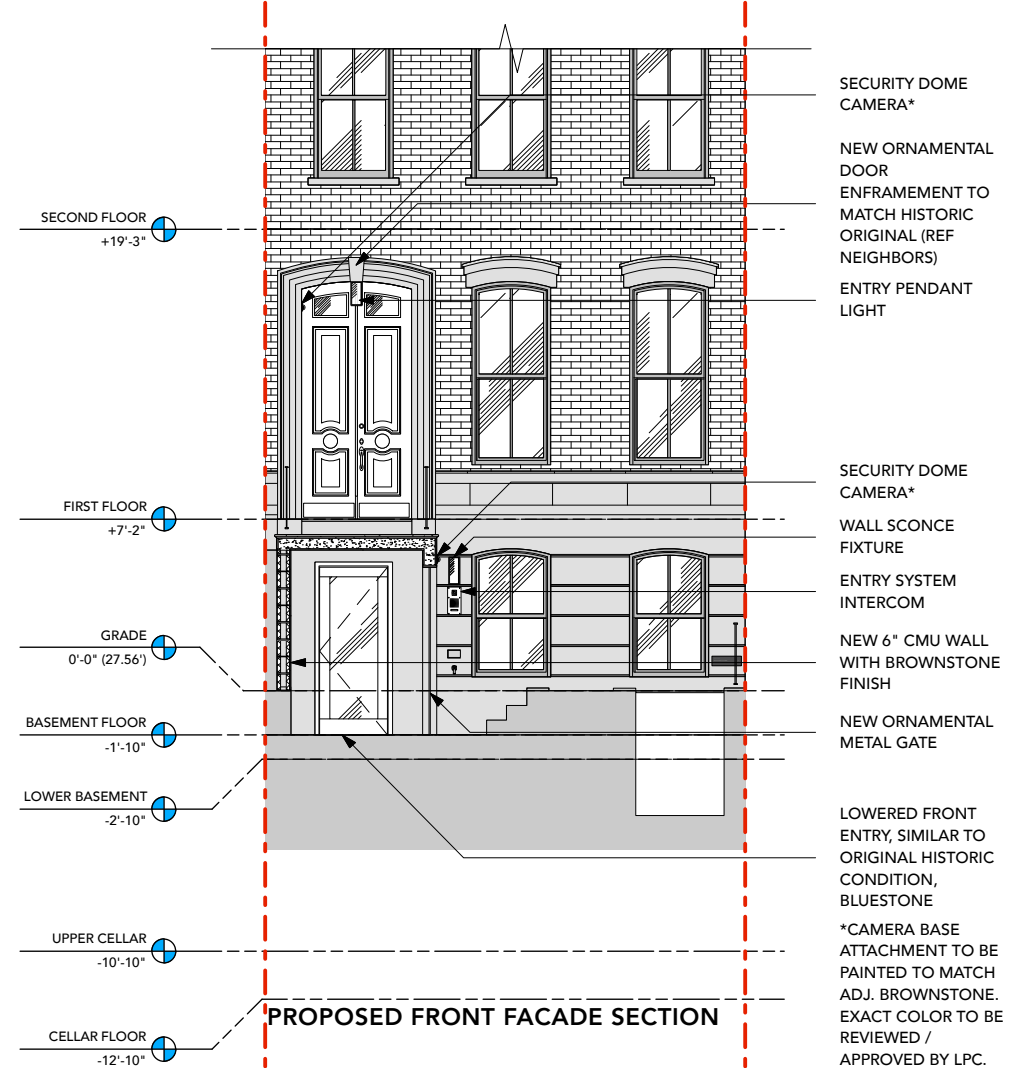 SECURITY DOME
CAMERA*
NEW ORNAMENTAL
DOOR
ENFRAMEMENT TO
MATCH HISTORIC
ORIGINAL (REF
NEIGHBORS)
SECOND FLOOR
+19'-3"
ENTRY PENDANT
LIGHT
SECURITY DOME
CAMERA*
FIRST FLOOR
+7'-2"
WALL SCONCE
FIXTURE
ENTRY SYSTEM
INTERCOM
GRADE
0'-0" (27.56')
NEW 6" CMU WALL
WITH BROWNSTONE
FINISH
BASEMENT FLOOR
-1'-10"
NEW ORNAMENTAL
METAL GATE
LOWER BASEMENT
-2'-10"
LOWERED FRONT
ENTRY, SIMILAR TO
ORIGINAL HISTORIC
CONDITION,
BLUESTONE
UPPER CELLAR
-10'-10"
*CAMERA BASE
ATTACHMENT TO BE
PAINTED TO MATCH
ADJ. BROWNSTONE.
EXACT COLOR TO BE
REVIEWED /
APPROVED BY LPC.
PROPOSED FRONT FACADE SECTION
CELLAR FLOOR
-12'-10"